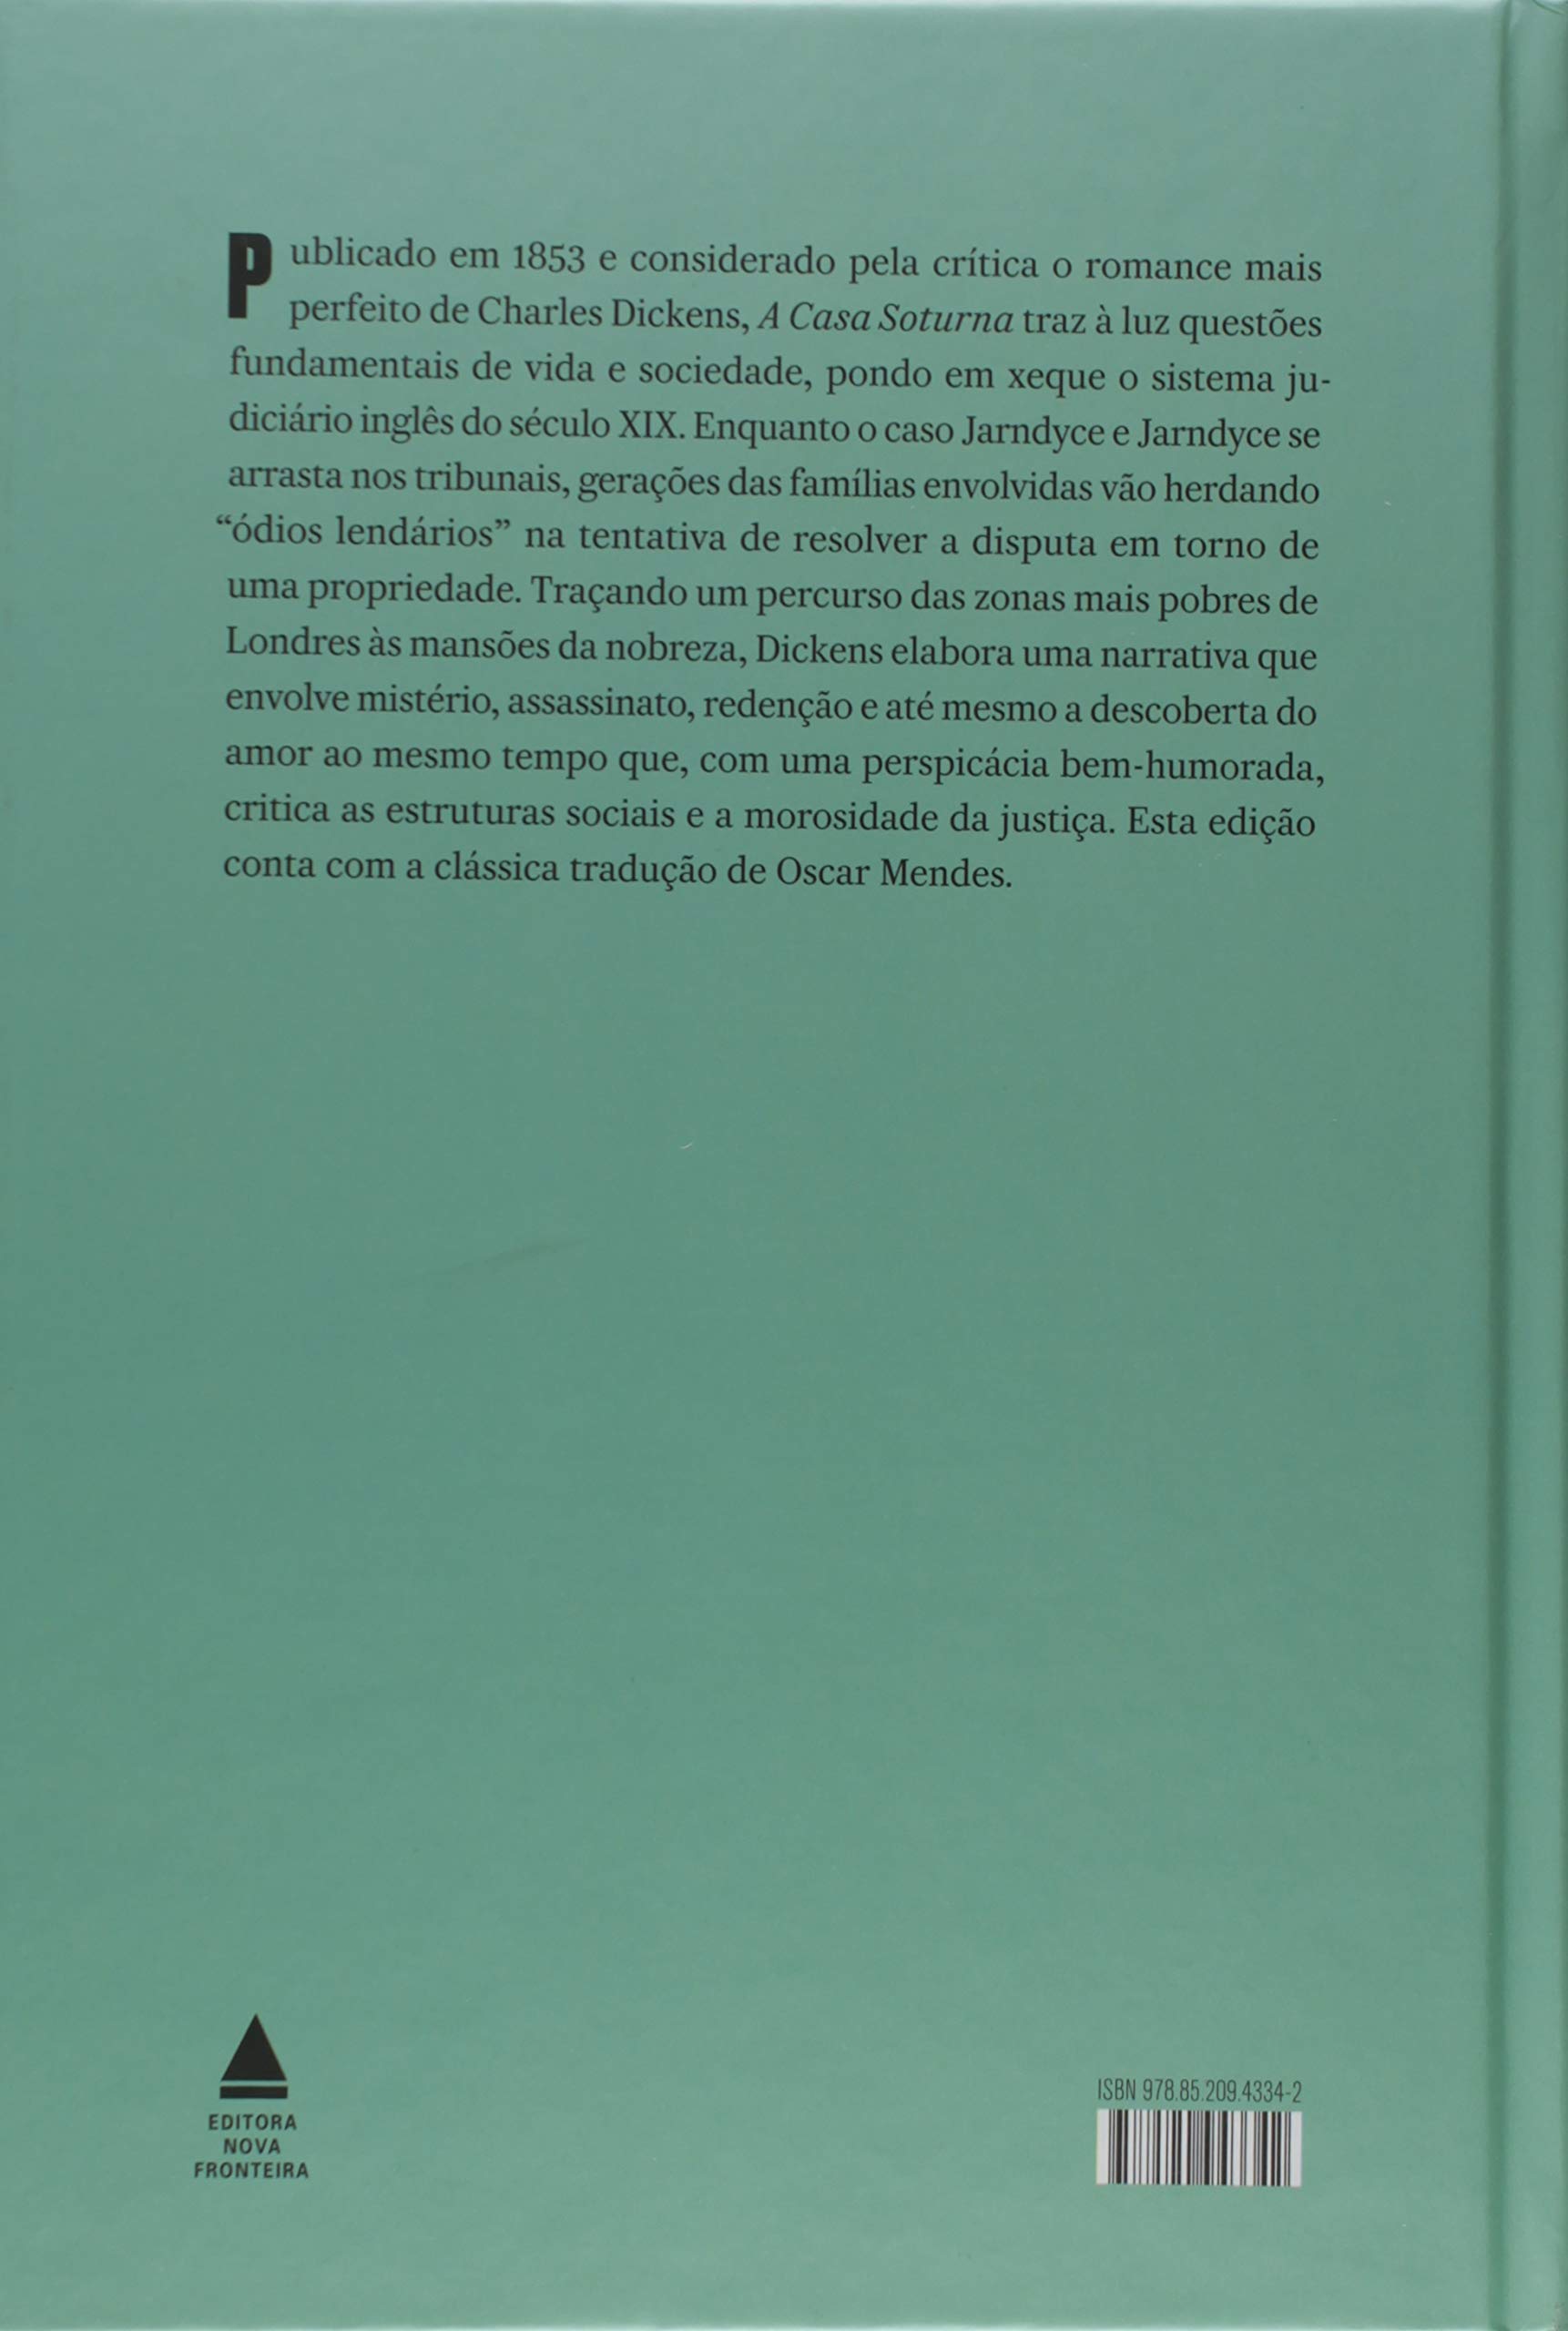 Publicado em 1853 e considerado pela crítica o romance mais
perfeito de Charles Dickens, A Casa Soturna traz à luz questões
fundamentais de vida e sociedade, pondo em xeque o sistema ju-
diciário inglês do século XIX. Enquanto o caso Jarndyce e Jarndyce se
arrasta nos tribunais, gerações das famílias envolvidas vão herdando
“ódios lendários” na tentativa de resolver a disputa em torno de
uma propriedade. Traçando um percurso das zonas mais pobres de
Londres às mansões da nobreza, Dickens elabora uma narrativa que
envolve mistério, assassinato, redenção e até mesmo a descoberta do
amor ao mesmo tempo que, com uma perspicácia bem-humorada,
critica as estruturas sociais e a morosidade da justiça. Esta edição
conta com a clássica tradução de Oscar Mendes.
EDITORA
NOVA
FRONTEIRA
ISBN 978.85.209.4334-2